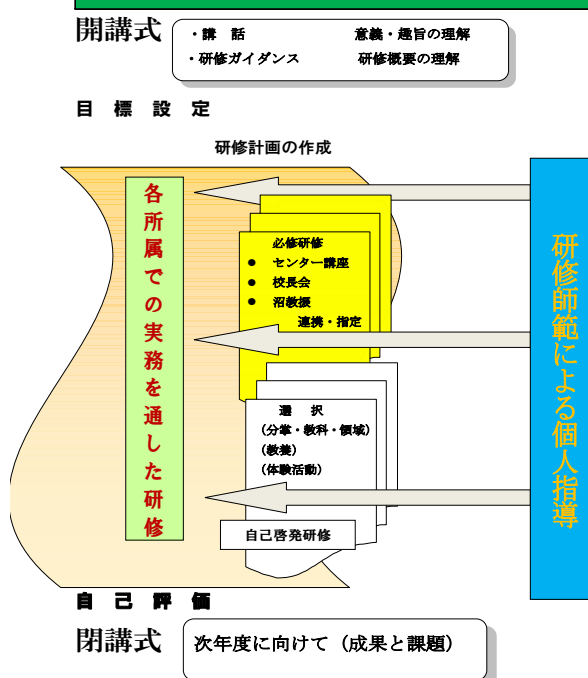 開講式
・講　話　　　　　意義・趣旨の理解
・研修ガイダンス　　　研修概要の理解
目標設定
研修計画の作成
各所属での実務を通した研修
必修研修
● センター講座
● 校長会
● 沼教振
連携・指定
選　択
(分掌・教科・領域)
(教養)
(体験活動)
自己啓発研修
研修師範による個人指導
自己評価
閉講式
次年度に向けて（成果と課題）